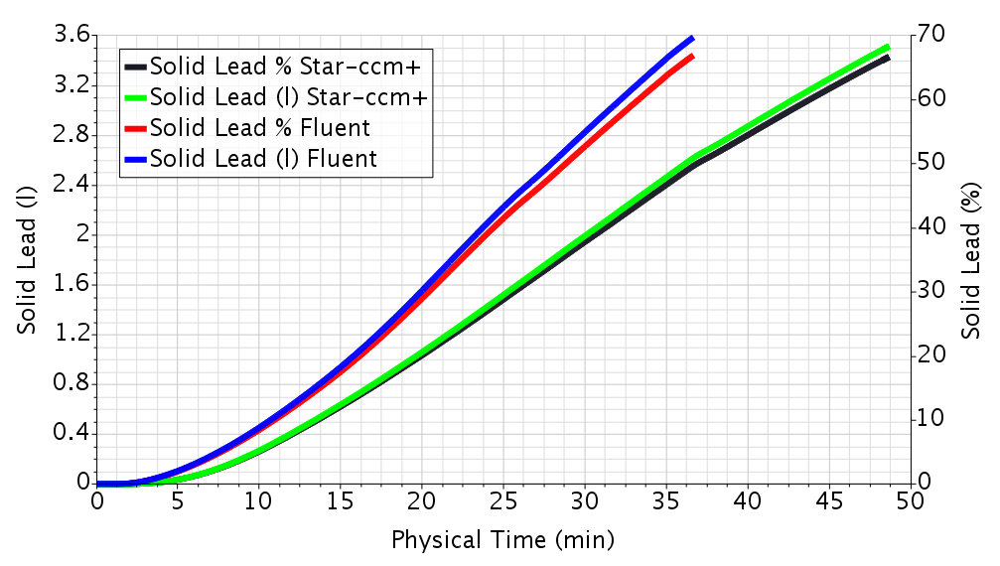 3.6
3.2
2.8
2.4
2
1.6
1.2
0.8
0.4
0
Solid Lead (l)
Solid Lead % Star-ccm+
Solid Lead (l) Star-ccm+
Solid Lead % Fluent
Solid Lead (l) Fluent
70
60
50
40
30
20
10
0
Solid Lead (%)
0 5 10 15 20 25 30 35 40 45 50
Physical Time (min)